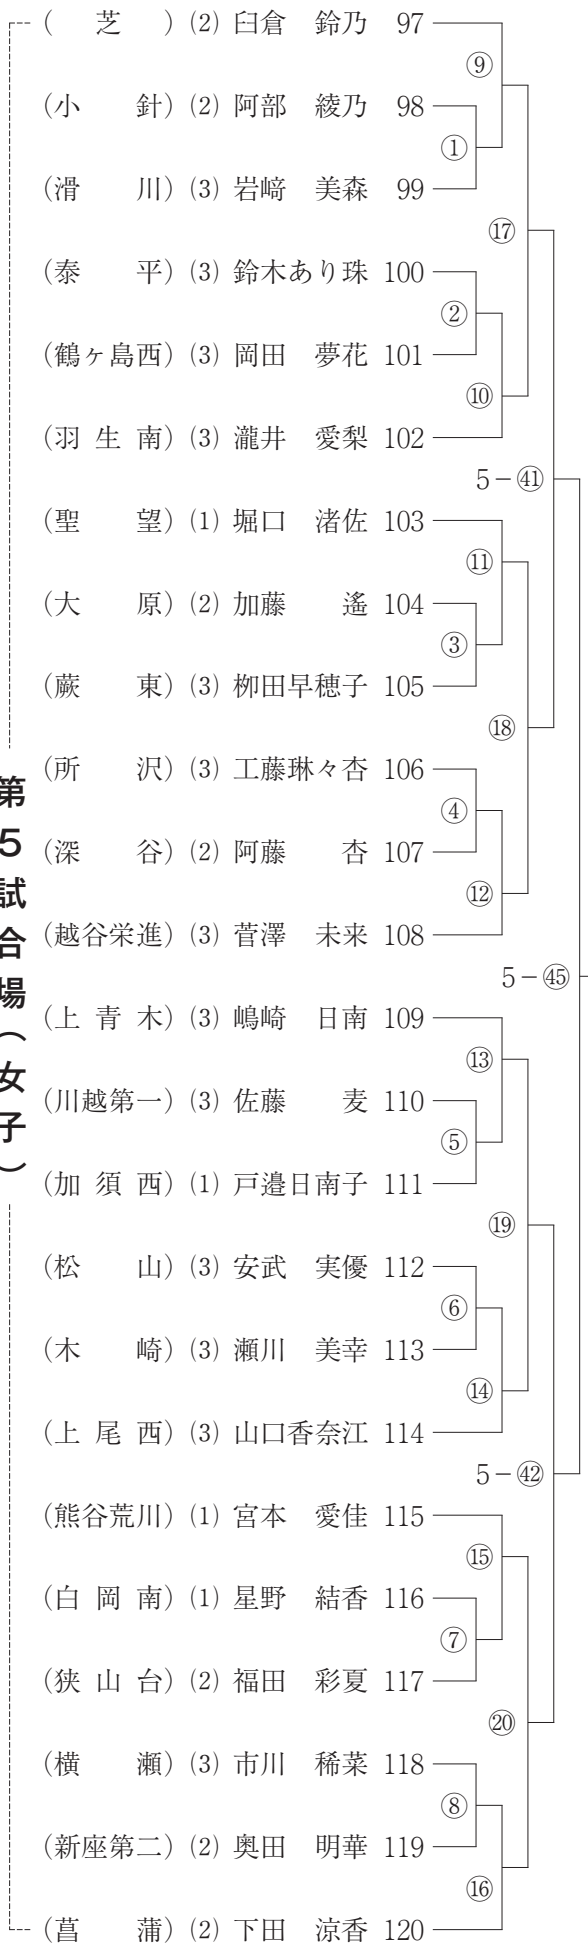 (芝) (2) 臼倉 鈴乃 97
⑨
(小針) (2) 阿部 綾乃 98
①
(滑川) (3) 岩﨑 美森 99
⑰
(泰平) (3) 鈴木あり珠 100
②
(鶴ヶ島西) (3) 岡田 夢花 101
⑩
(羽生南) (3) 瀧井 愛梨 102
5-㊶
(聖望) (1) 堀口 渚佐 103
⑪
(大原) (2) 加藤 遙 104
③
(蕨東) (3) 栁田早穂子 105
⑱
(所沢) (3) 工藤琳々杏 106
④
(深谷) (2) 阿藤 杏 107
⑫
(越谷栄進) (3) 菅澤 未来 108
第5試合場(女子)
5-㊺
(上青木) (3) 嶋崎 日南 109
⑬
(川越第一) (3) 佐藤 麦 110
⑤
(加須西) (1) 戸邉日南子 111
⑲
(松山) (3) 安武 実優 112
⑥
(木崎) (3) 瀬川 美幸 113
⑭
(上尾西) (3) 山口香奈江 114
5-㊷
(熊谷荒川) (1) 宮本 愛佳 115
⑮
(白岡南) (1) 星野 結香 116
⑦
(狭山台) (2) 福田 彩夏 117
⑳
(横瀬) (3) 市川 稀菜 118
⑧
(新座第二) (2) 奥田 明華 119
⑯
(菖蒲) (2) 下田 涼香 120